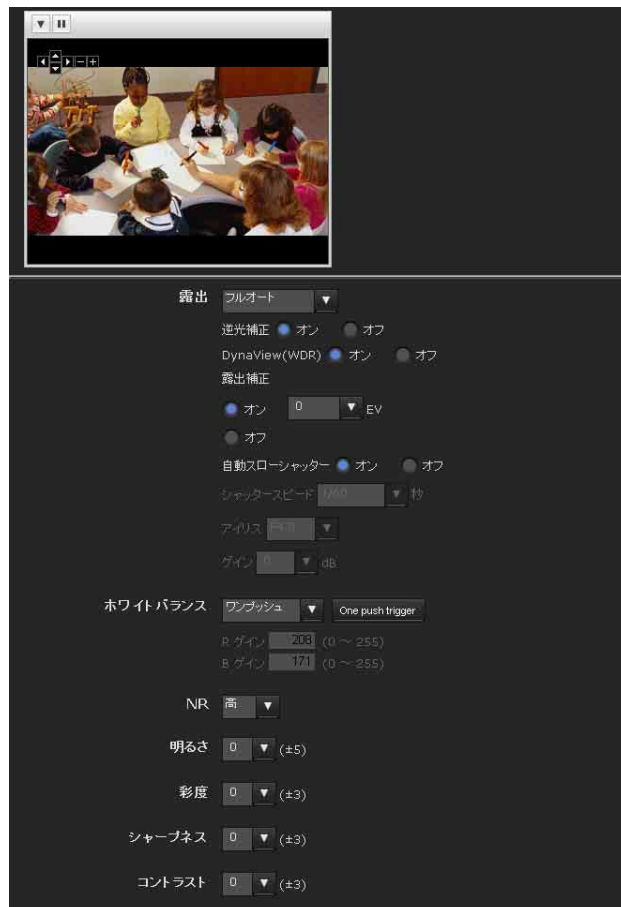 露出 フルオート
逆光補正 オン オフ
DynaView(WDR) オン オフ
露出補正
オン 0 EV
オフ
自動スローシャッター オン オフ
シャッタースピード 1/60 秒
アイリス
ゲイン 0 dB
ホワイトバランス ワンプッシュ One push trigger
R ゲイン 203 (0 ～ 255)
B ゲイン 171 (0 ～ 255)
NR 高
明るさ 0 (±5)
彩度 0 (±3)
シャープネス 0 (±3)
コントラスト 0 (±3)